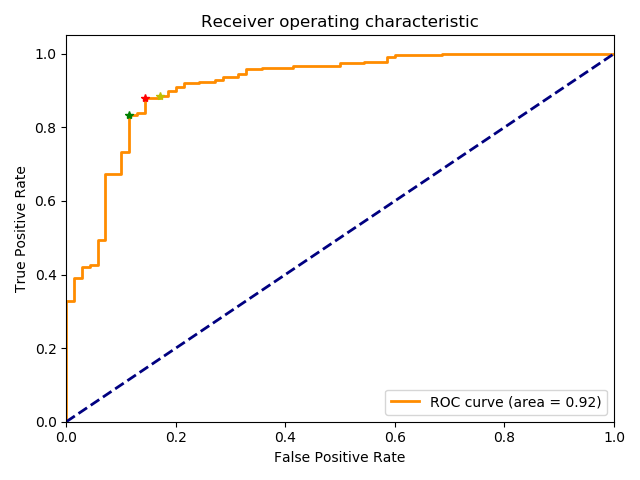 Receiver operating characteristic
True Positive Rate
1.0
0.8
0.6
0.4
0.2
0.0
0.0 0.2 0.4 0.6 0.8 1.0
False Positive Rate
ROC curve (area = 0.92)